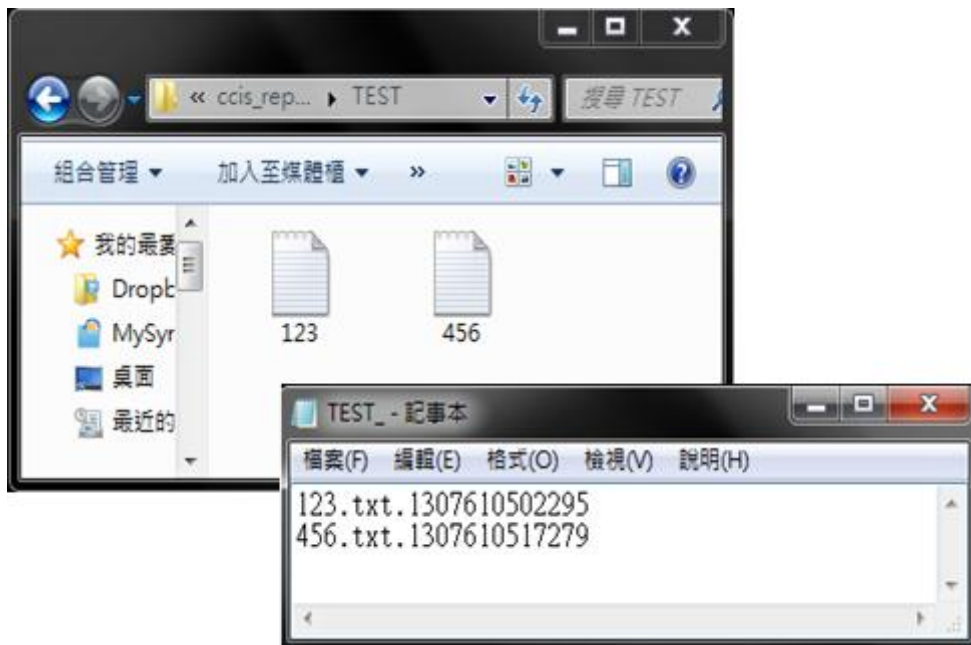 « ccis_rep... ▸ TEST
搜尋 TEST
組合管理 ▾ 加入至媒體櫃 ▾ »
我的最愛
Dropb
MySyr
桌面
最近的
123
456
TEST_ - 記事本
檔案(F) 編輯(E) 格式(O) 檢視(V) 說明(H)
123.txt.1307610502295
456.txt.1307610517279